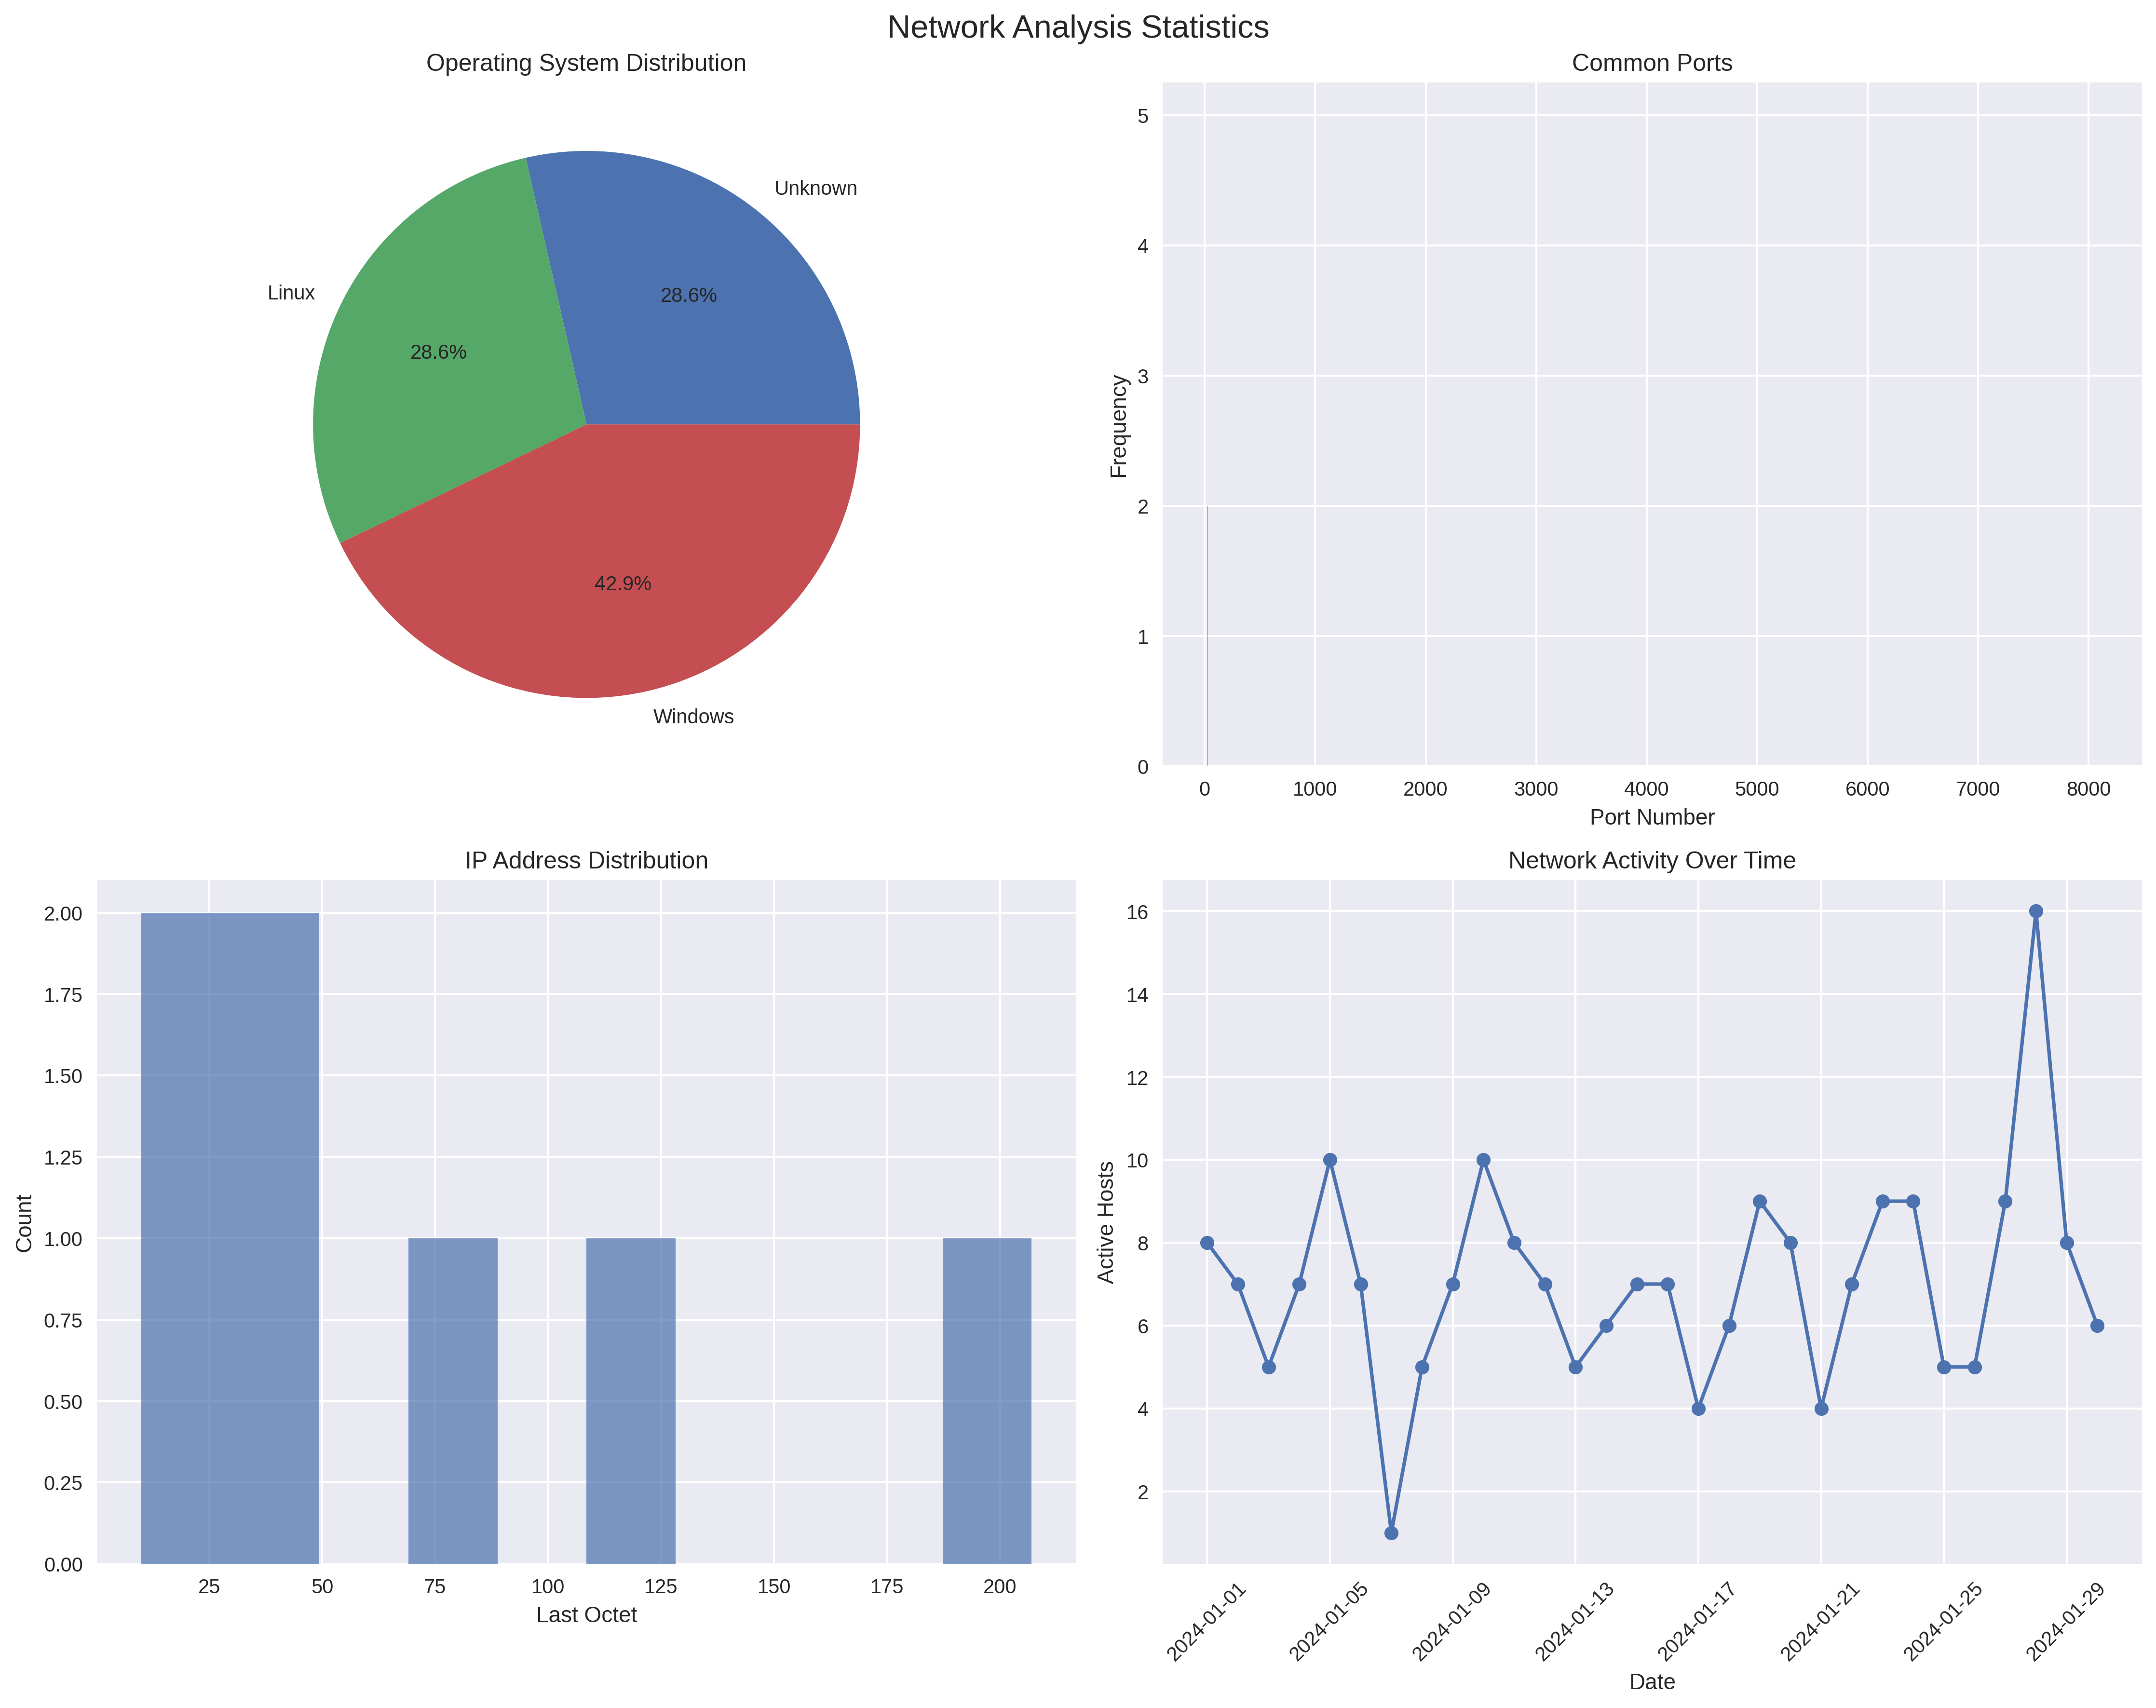 Network Analysis Statistics
Operating System Distribution
Unknown
Linux
28.6%
28.6%
42.9%
Windows
Common Ports
5
4
3
2
1
0
Frequency
0 1000 2000 3000 4000 5000 6000 7000 8000
Port Number
IP Address Distribution
2.00
1.75
1.50
1.25
1.00
0.75
0.50
0.25
0.00
Count
25 50 75 100 125 150 175 200
Last Octet
Network Activity Over Time
16
14
12
10
8
6
4
2
Active Hosts
2024-01-01 2024-01-05 2024-01-09 2024-01-13 2024-01-17 2024-01-21 2024-01-25 2024-01-29
Date